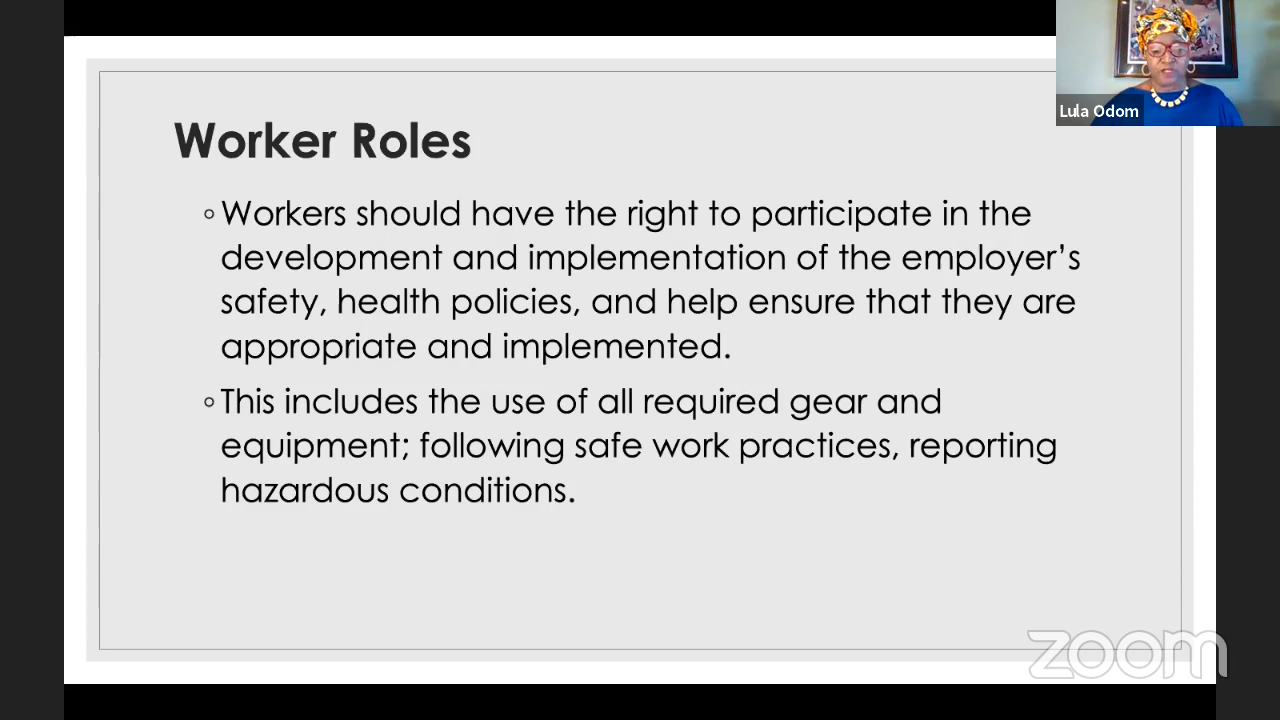 Lula Odom
Worker Roles
◦Workers should have the right to participate in the
development and implementation of the employer’s
safety, health policies, and help ensure that they are
appropriate and implemented.
◦This includes the use of all required gear and
equipment; following safe work practices, reporting
hazardous conditions.
zoom